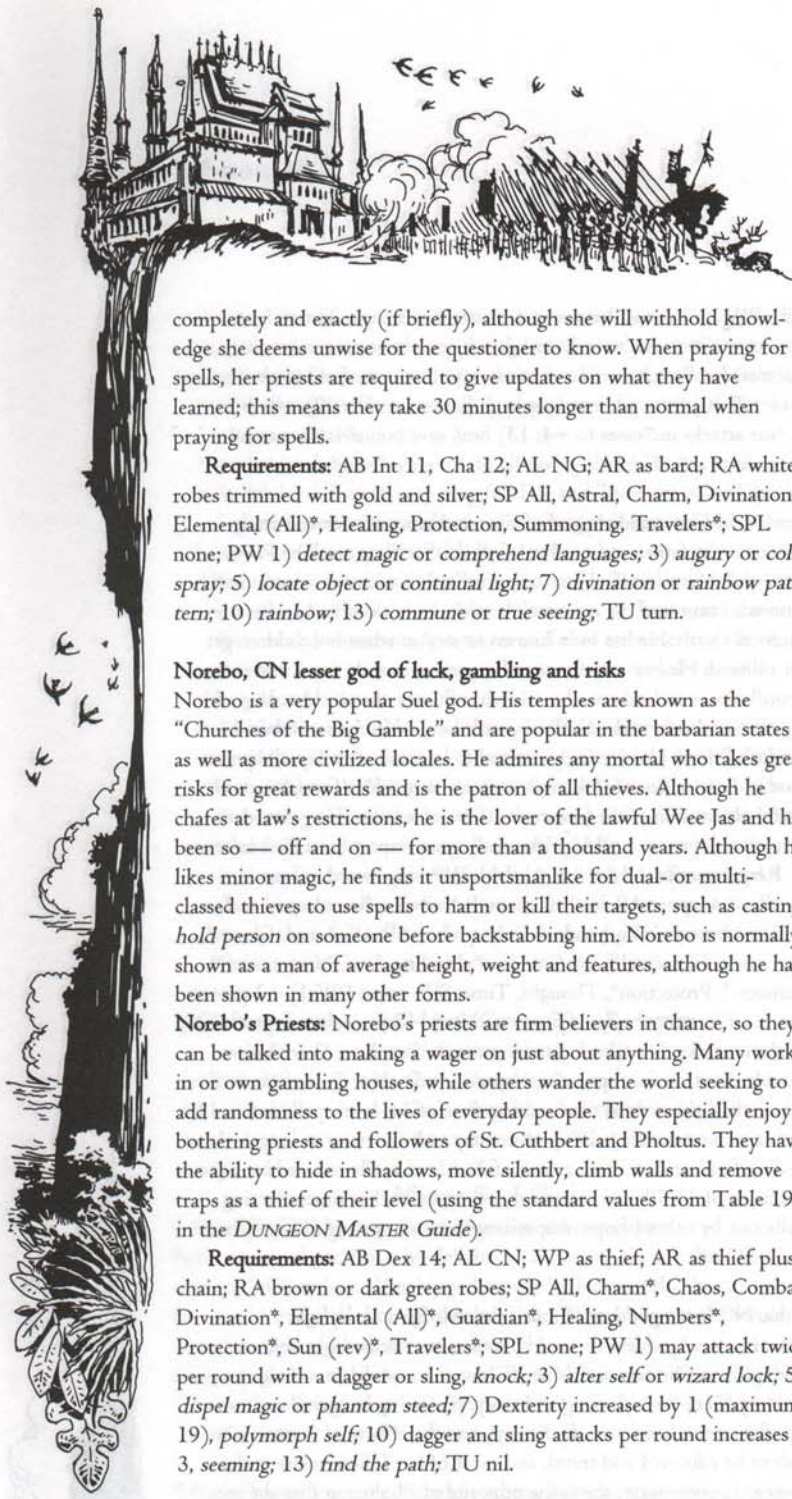 completely and exactly (if briefly), although she will withhold knowl-
edge she deems unwise for the questioner to know. When praying for
spells, her priests are required to give updates on what they have
learned; this means they take 30 minutes longer than normal when
praying for spells.
Requirements: AB Int 11, Cha 12; AL NG; AR as bard; RA white
robes trimmed with gold and silver; SP All, Astral, Charm, Divination
Elemental (All)*, Healing, Protection, Summoning, Travelers*; SPL
none; PW 1) detect magic or comprehend languages; 3) augury or
spray; 5) locate object or continual light; 7) divination or rainbow pat
tern; 10) rainbow; 13) commune or true seeing; TU turn.
Norebo, CN lesser god of luck, gambling and risks
Norebo is a very popular Suel god. His temples are known as the
"Churches of the Big Gamble" and are popular in the barbarian states
as well as more civilized locales. He admires any mortal who takes
risks for great rewards and is the patron of all thieves. Although he
chafes at law's restrictions, he is the lover of the lawful Wee Jas and
been so — off and on — for more than a thousand years. Although
likes minor magic, he finds it unsportsmanlike for dual- or multi-
classed thieves to use spells to harm or kill their targets, such as casting
hold person on someone before backstabbing him. Norebo is normally
shown as a man of average height, weight and features, although he
been shown in many other forms.
Norebo's Priests: Norebo's priests are firm believers in chance, so they
can be talked into making a wager on just about anything. Many work
in or own gambling houses, while others wander the world seeking to
add randomness to the lives of everyday people. They especially enjoy
bothering priests and followers of St. Cuthbert and Pholtus. They
the ability to hide in shadows, move silently, climb walls and remove
traps as a thief of their level (using the standard values from Table 19
in the DUNGEON MASTER Guide).
Requirements: AB Dex 14; AL CN; WP as thief; AR as thief plus
chain; RA brown or dark green robes; SP All, Charm*, Chaos,
Divination*, Elemental (All)*, Guardian*, Healing, Numbers*,
Protection*, Sun (rev)*, Travelers*; SPL none; PW 1) may attack
per round with a dagger or sling, knock; 3) alter self or wizard lock; 5
dispel magic or phantom steed; 7) Dexterity increased by 1 (maximum
19), polymorph self; 10) dagger and sling attacks per round increases
3, seeming; 13) find the path; TU nil.